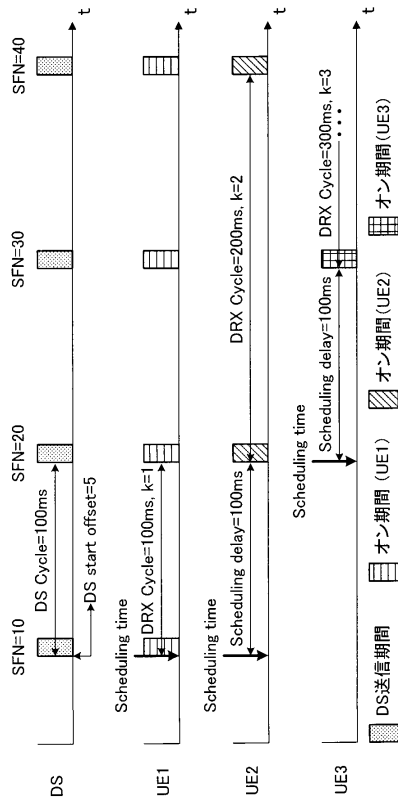 SFN=10
SFN=20
SFN=30
SFN=40
DS
DS Cycle=100ms
DS start offset=5
t
Scheduling time
UE1
DRX Cycle=100ms, k=1
t
Scheduling time
UE2
Scheduling delay=100ms
DRX Cycle=200ms, k=2
t
Scheduling time
UE3
Scheduling delay=100ms
DRX Cycle=300ms, k=3
t
DS送信期間
オン期間(UE1)
オン期間(UE2)
オン期間(UE3)